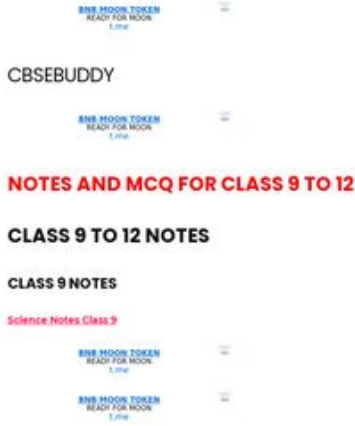 BNB MOON TOKEN
READY FOR MOON
t.me
CBSEBUDDY
BNB MOON TOKEN
READY FOR MOON
t.me
NOTES AND MCQ FOR CLASS 9 TO 12
CLASS 9 TO 12 NOTES
CLASS 9 NOTES
Science Notes Class 9
BNB MOON TOKEN
READY FOR MOON
t.me
BNB MOON TOKEN
READY FOR MOON
t.me